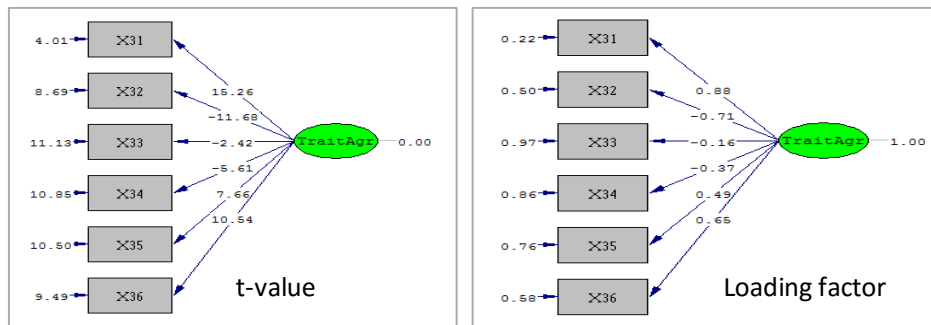 4.01 X31
8.69 X32 15.26
-11.68
11.13 X33 -2.42 TraitAgr 0.00
-5.61
10.85 X34 7.66
10.54
10.50 X35
9.49 X36 t-value
0.22 X31
0.50 X32 0.88
-0.71
0.97 X33 -0.16 TraitAgr 1.00
-0.37
0.86 X34 0.49
0.65
0.76 X35
0.58 X36 Loading factor